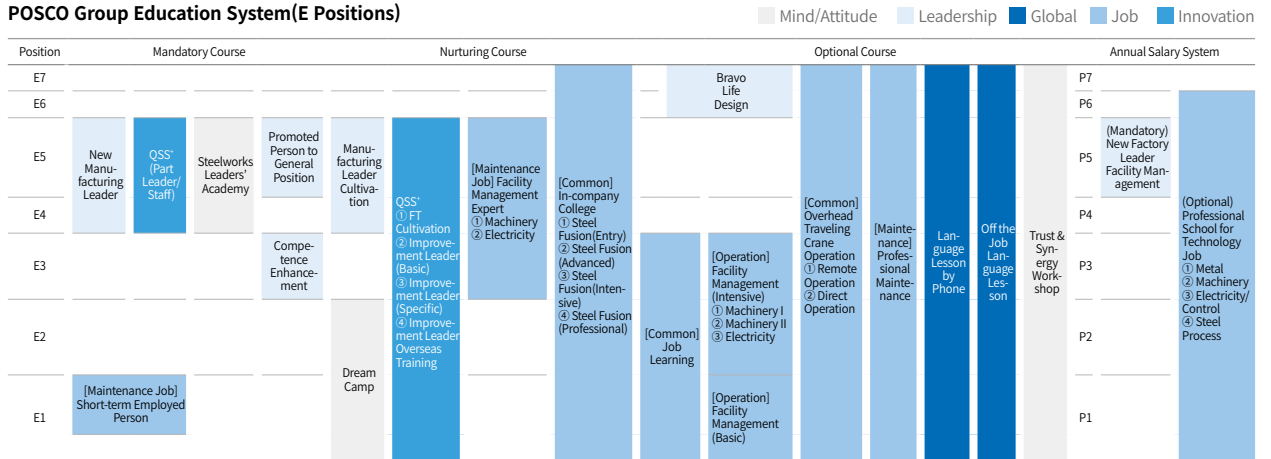 POSCO Group Education System(E Positions)
Mind/Attitude
Leadership
Global
Job
Innovation
Position
Mandatory Course
Nurturing Course
Optional Course
Annual Salary System
E7
E6
E5
E4
E3
E2
E1
New
Manu-
facturing
Leader
QSS+
(Part
Leader/
Staff)
Steelworks
Leaders'
Academy
Promoted
Person to
General
Position
Compe-
tence
Enhance-
ment
[Maintenance Job]
Short-term Employed
Person
Manu-
facturing
Leader
Cultiva-
tion
Dream
Camp
QSS+
① FT
Cultivation
② Improve-
ment Leader
(Basic)
③ Improve-
ment Leader
(Specific)
④ Improve-
ment Leader
Overseas
Training
[Maintenance
Job] Facility
Management
Expert
① Machinery
② Electricity
[Common]
In-company
College
① Steel
Fusion(Entry)
② Steel Fusion
(Advanced)
③ Steel
Fusion(Inten-
sive)
④ Steel Fusion
(Professional)
[Common]
Job
Learning
Bravo
Life
Design
[Operation]
Facility
Management
(Intensive)
① Machinery I
② Machinery II
③ Electricity
[Operation]
Facility
Management
(Basic)
[Common]
Overhead
Traveling
Crane
Operation
① Remote
Operation
② Direct
Operation
[Mainte-
nance]
Profes-
sional
Mainte-
nance
Lan-
guage
Lesson
by
Phone
Off the
Job
Lan-
guage
Les-
son
Trust &
Syn-
ergy
Work-
shop
P7
P6
P5
P4
P3
P2
P1
(Mandatory)
New Factory
Leader
Facility Man-
agement
(Optional)
Professional
School for
Technology
Job
① Metal
② Machinery
③ Electricity/
Control
④ Steel
Process